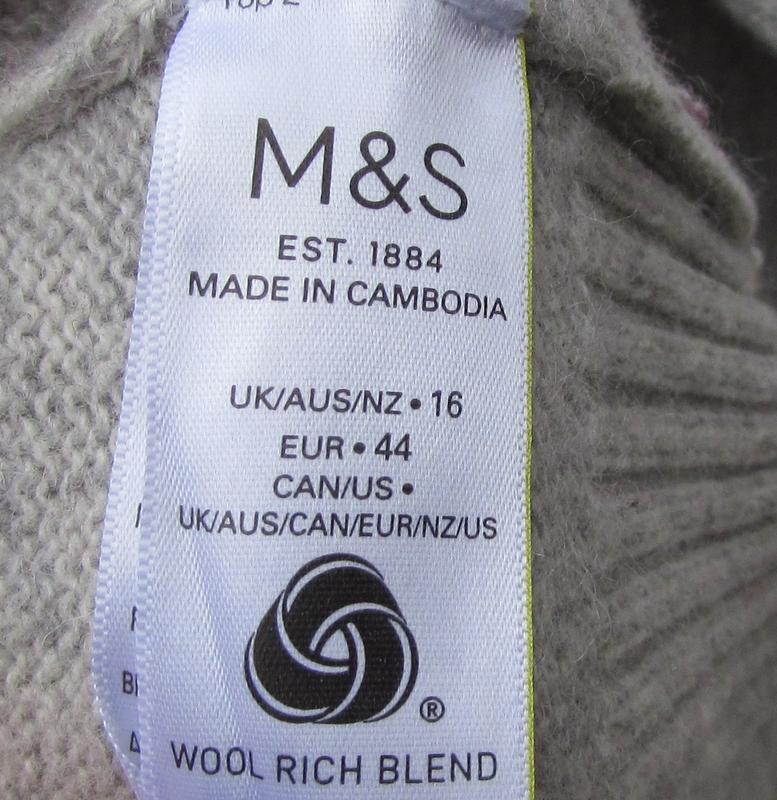 M&S
EST. 1884
MADE IN CAMBODIA
UK/AUS/NZ • 16
EUR • 44
CAN/US •
UK/AUS/CAN/EUR/NZ/US
®
WOOL RICH BLEND